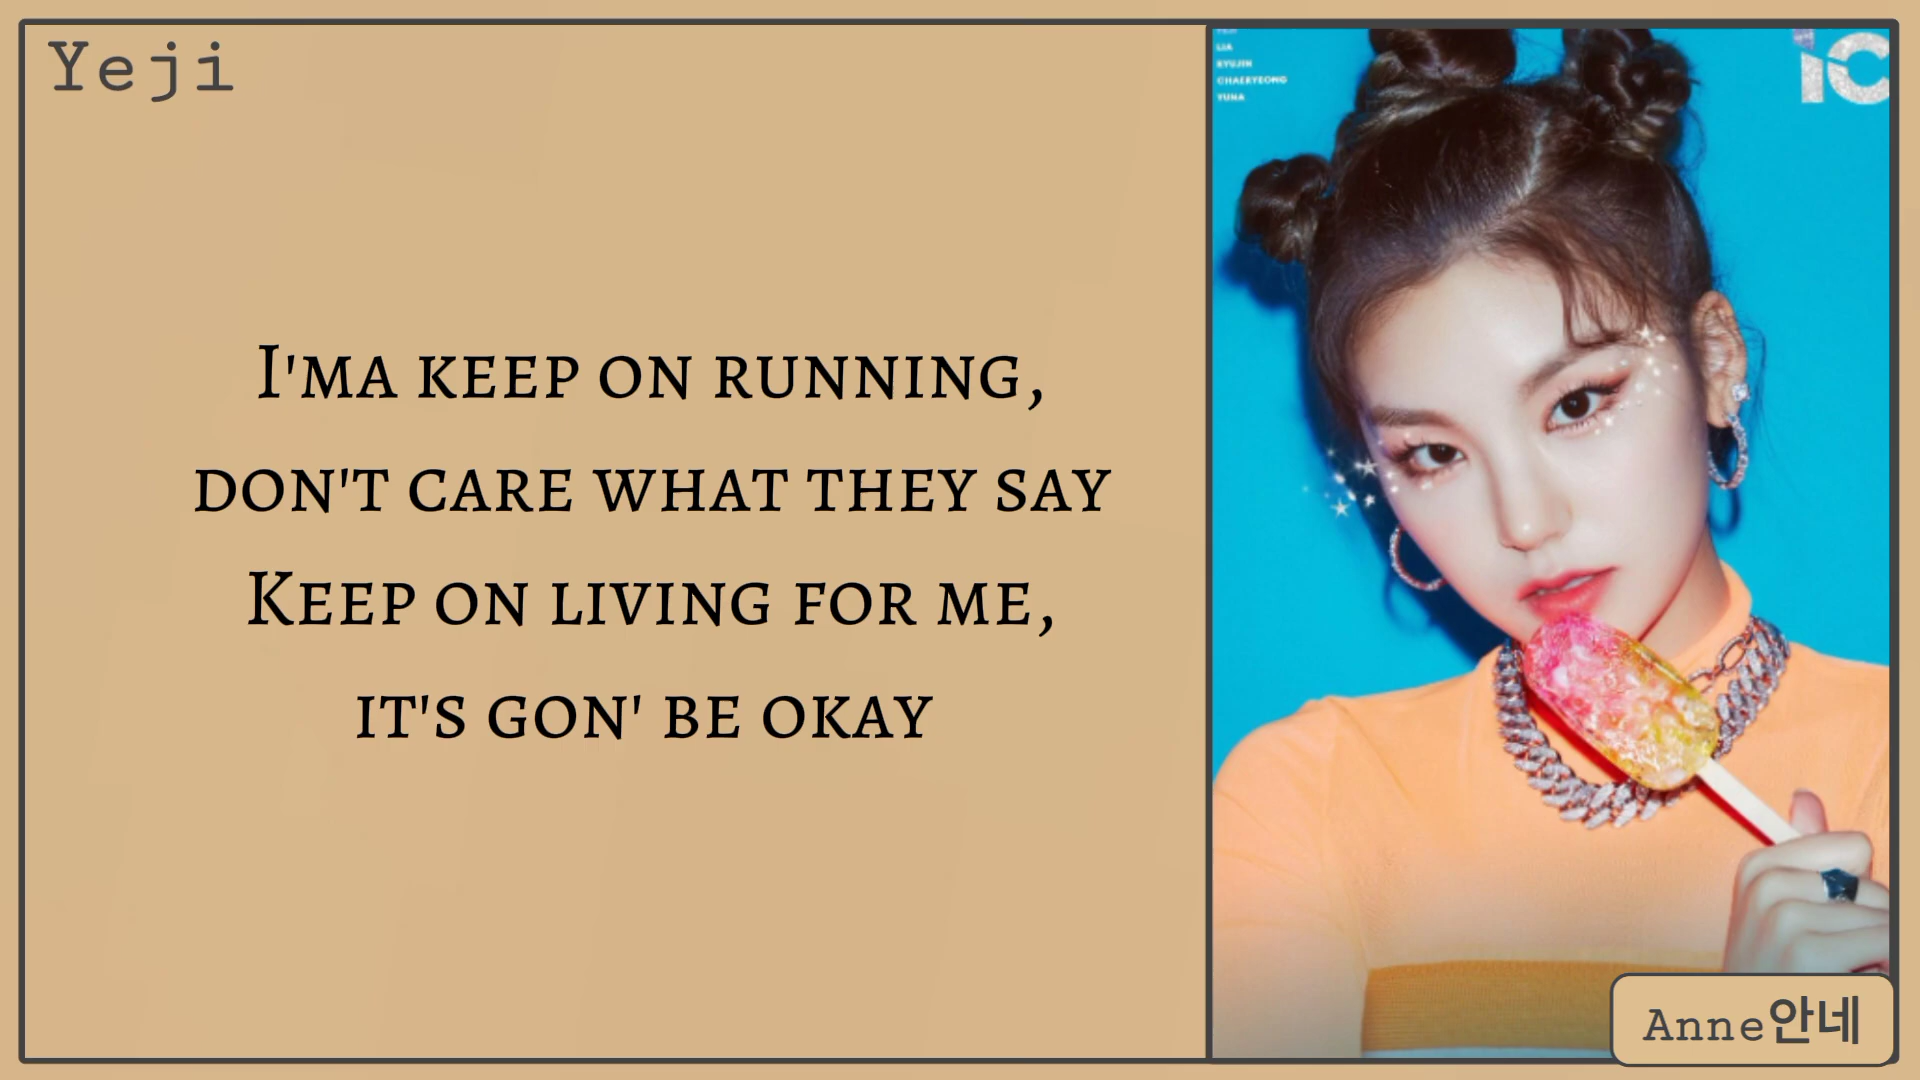 Yeji
I'ma keep on running,
don't care what they say
Keep on living for me,
it's gon' be okay
LIA
RYUJIN
CHAERYEONG
YUNA
IC
Anne안네